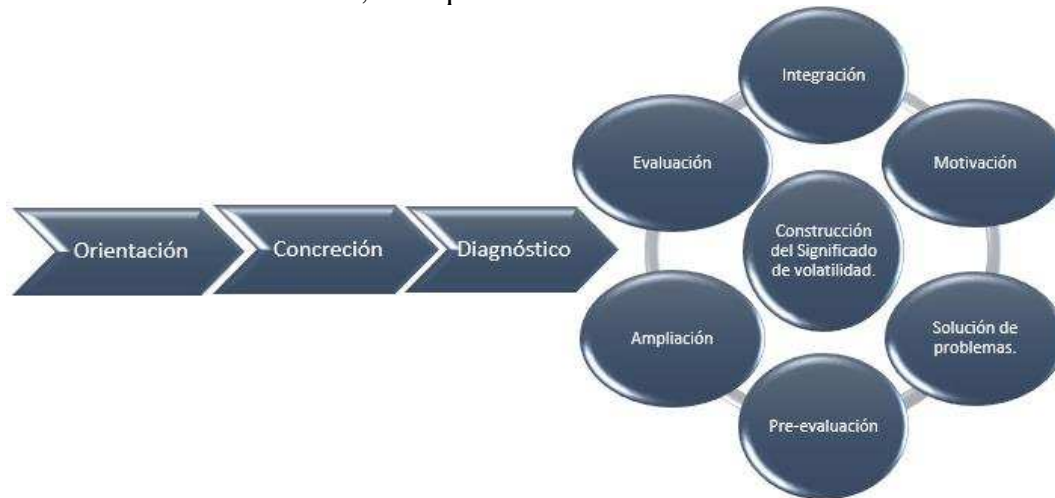 Orientación
Concreción
Diagnóstico
Integración
Motivación
Solución de
problemas.
Pre-evaluación
Ampliación
Evaluación
Construcción
del Significado
de volatilidad.